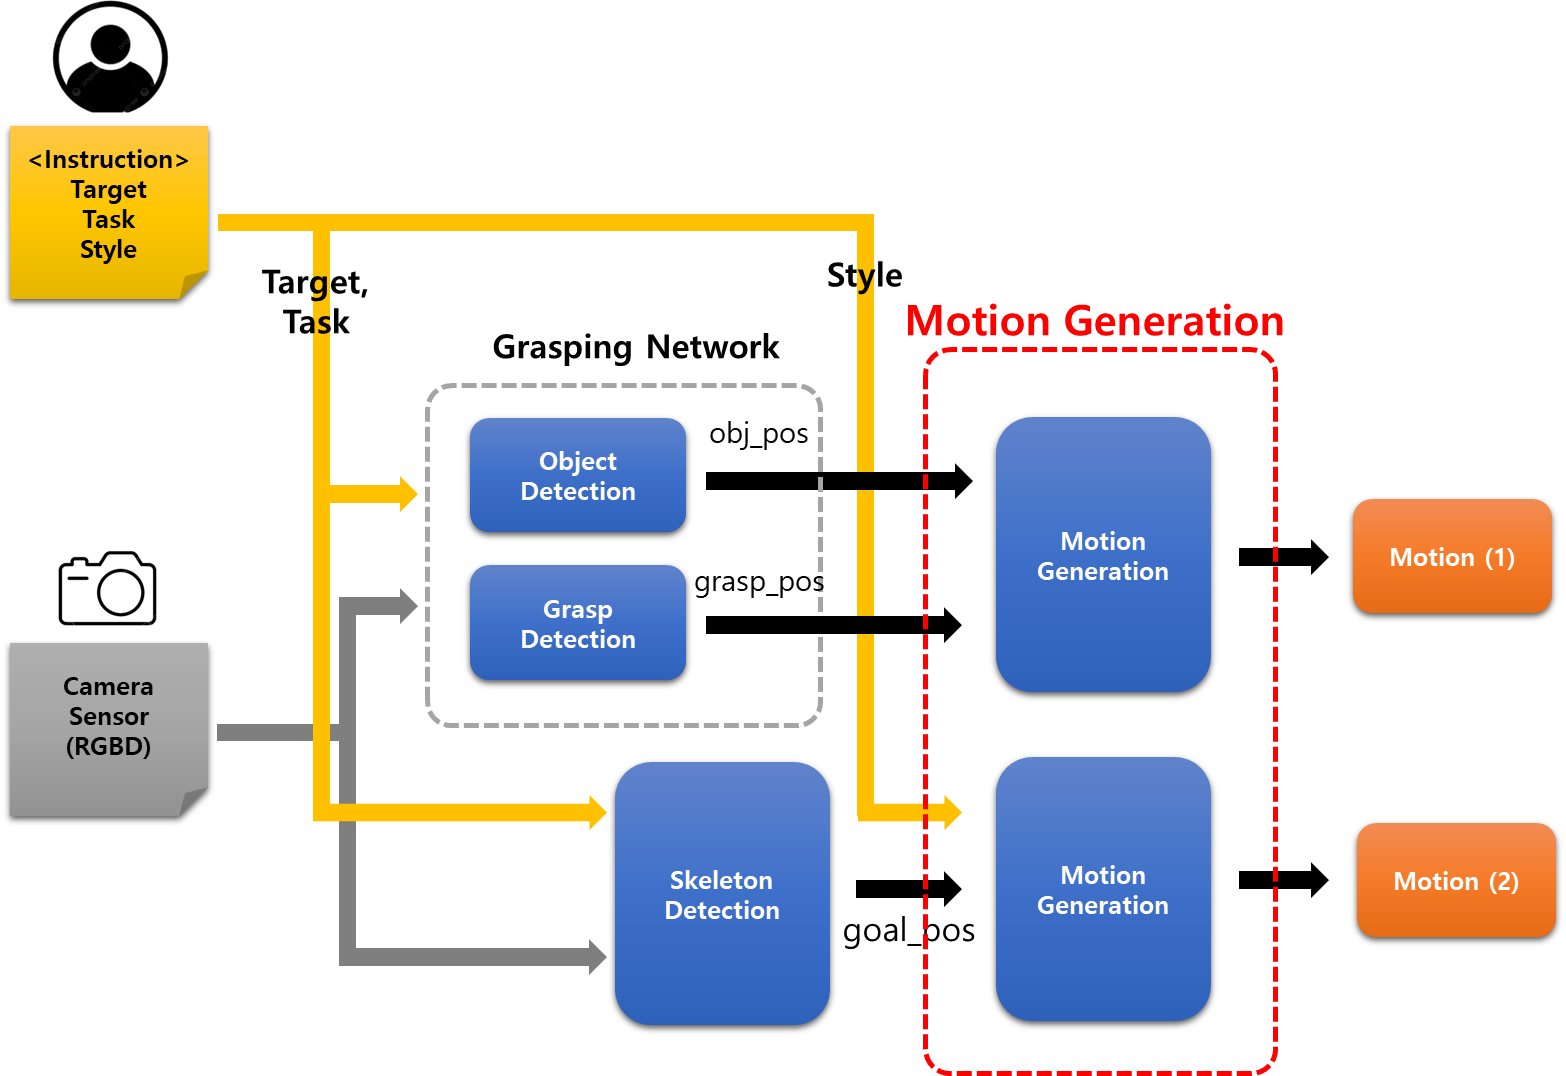 <Instruction>
Target
Task
Style
Target,
Task
Style
Motion Generation
Grasping Network
Object
Detection
obj_pos
Grasp
Detection
grasp_pos
Motion
Generation
Motion (1)
Camera
Sensor
(RGBD)
Skeleton
Detection
goal_pos
Motion
Generation
Motion (2)